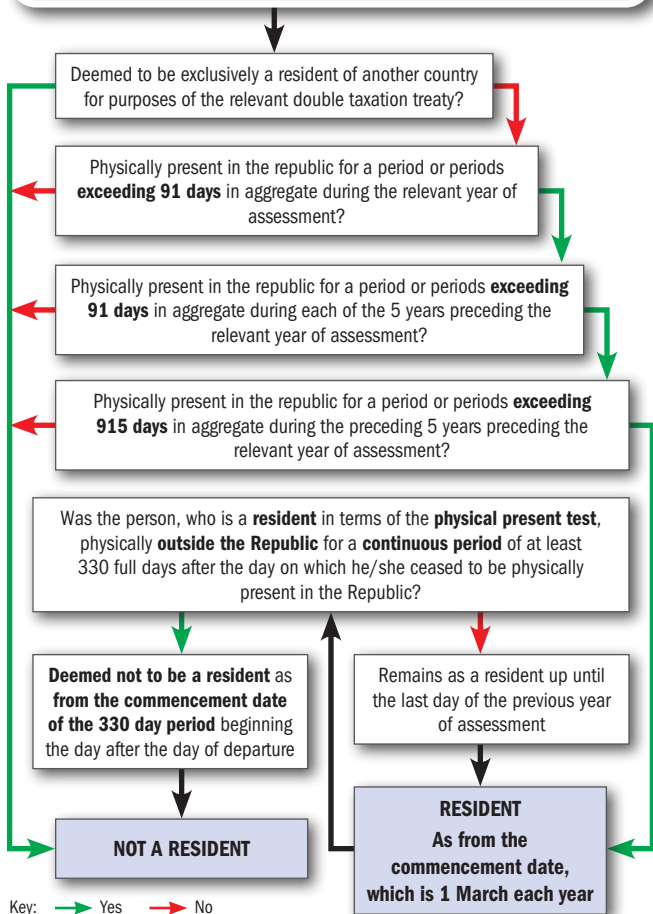 Deemed to be exclusively a resident of another country
for purposes of the relevant double taxation treaty?
Physically present in the republic for a period or periods
exceeding 91 days in aggregate during the relevant year of
assessment?
Physically present in the republic for a period or periods exceeding
91 days in aggregate during each of the 5 years preceding the
relevant year of assessment?
Physically present in the republic for a period or periods exceeding
915 days in aggregate during the preceding 5 years preceding the
relevant year of assessment?
Was the person, who is a resident in terms of the physical present test,
physically outside the Republic for a continuous period of at least
330 full days after the day on which he/she ceased to be physically
present in the Republic?
Deemed not to be a resident as
from the commencement date
of the 330 day period beginning
the day after the day of departure
Remains as a resident up until
the last day of the previous year
of assessment
NOT A RESIDENT
RESIDENT
As from the
commencement date,
which is 1 March each year
Key: Yes No